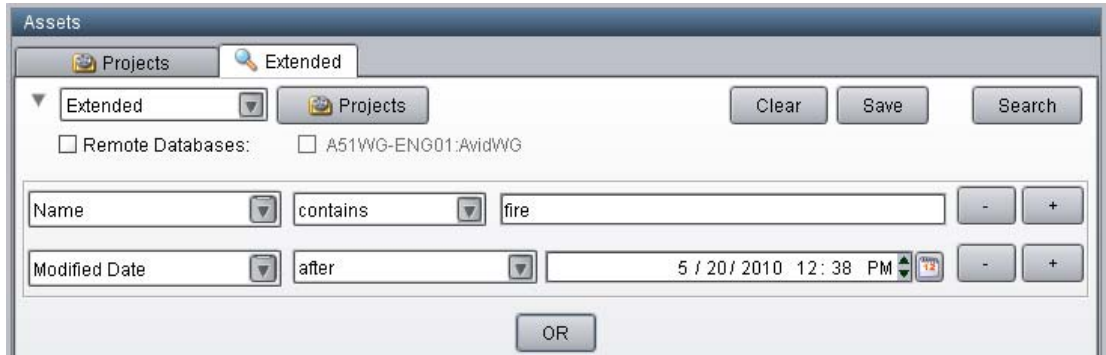 Assets
Projects Extended
Extended Projects Clear Save Search
Remote Databases: A51WG-ENG01:AvidWG
Name contains fire - +
Modified Date after 5 / 20 / 2010 12 : 38 PM 12 - +
OR